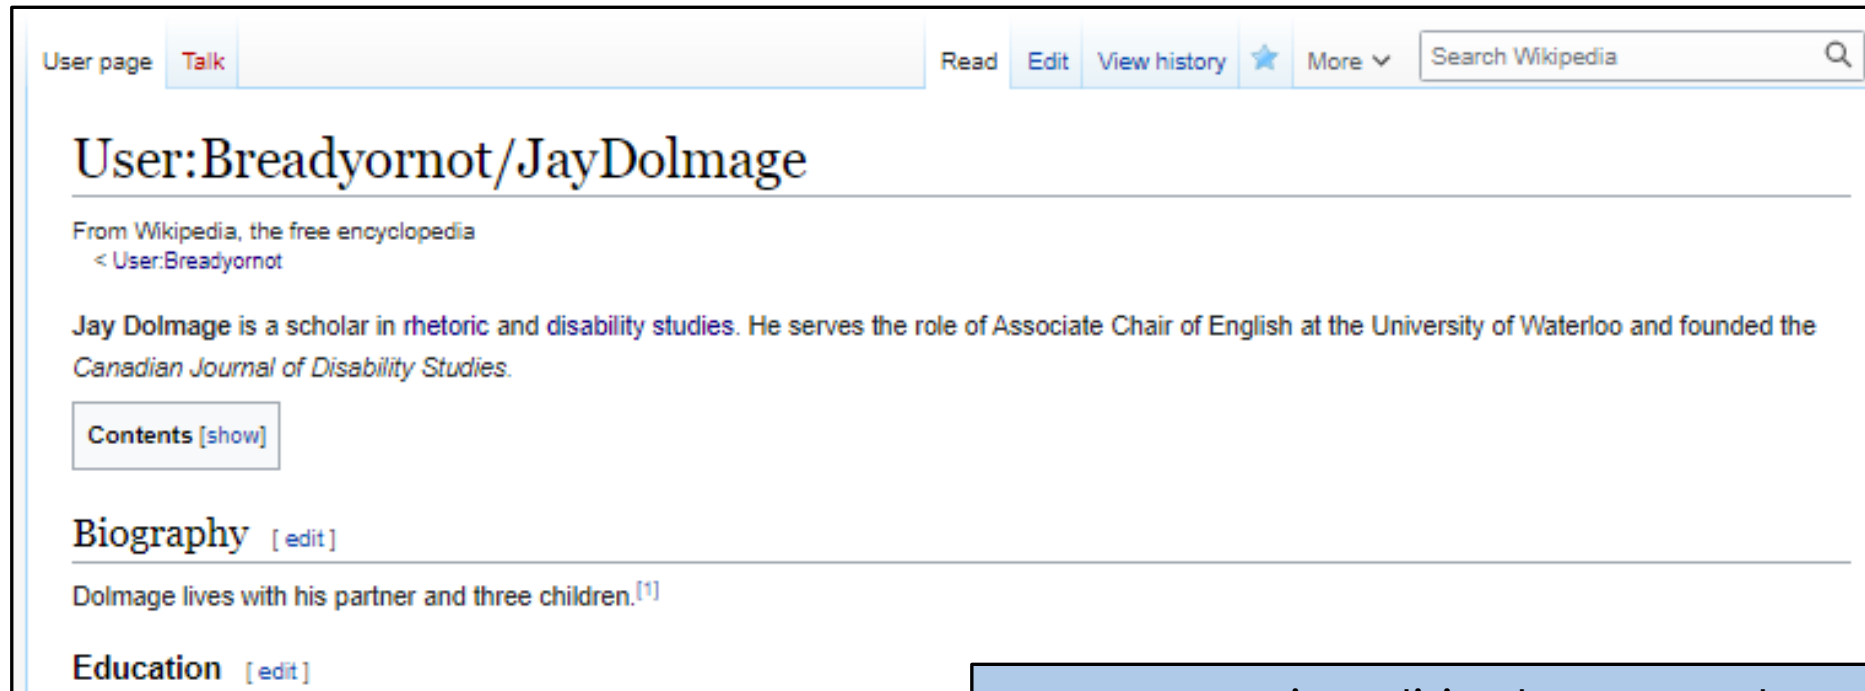 User page Talk Read Edit View history More Search Wikipedia
User:Breadyornot/JayDolmage
From Wikipedia, the free encyclopedia
< User:Breadyornot
Jay Dolmage is a scholar in rhetoric and disability studies. He serves the role of Associate Chair of English at the University of Waterloo and founded the
Canadian Journal of Disability Studies.
Contents [show]
Biography [ edit ]
Dolmage lives with his partner and three children.[1]
Education [ edit ]